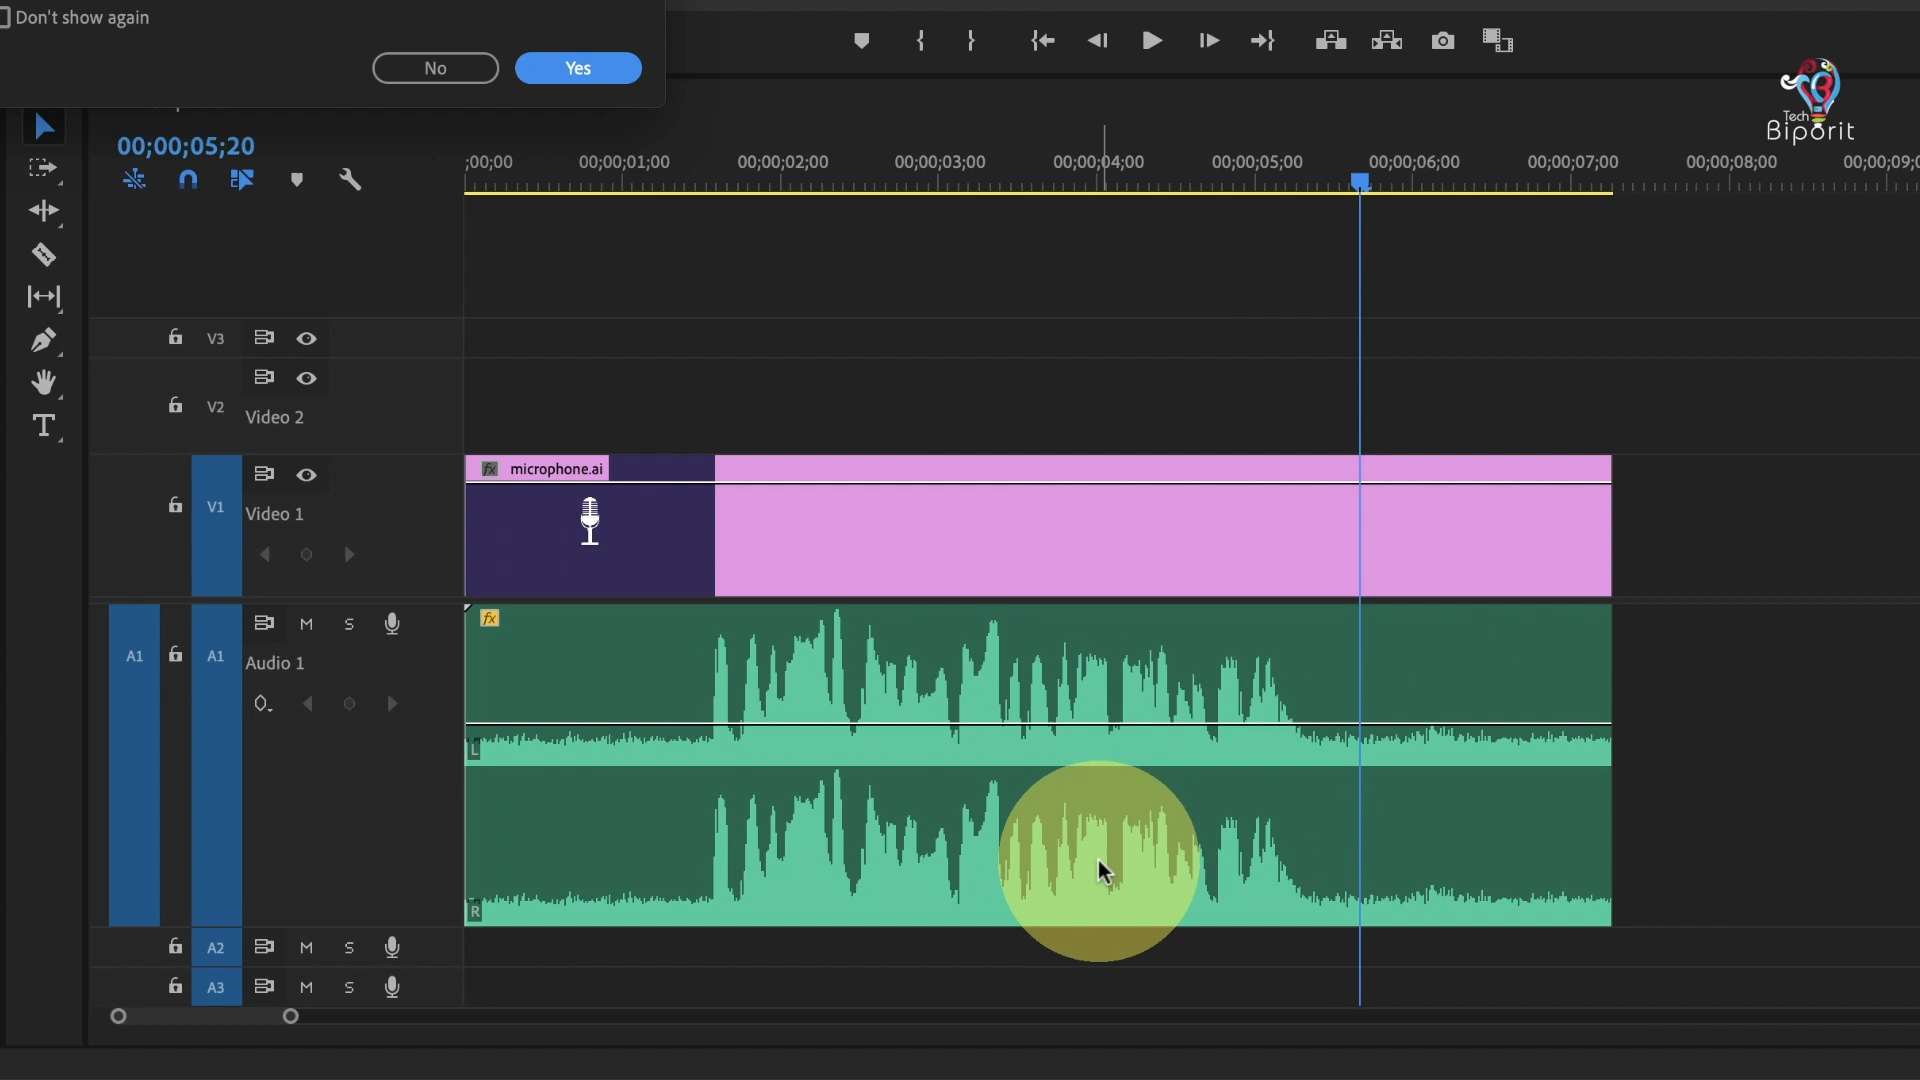 Don't show again
No
Yes
Tech
Biporit
00;00;05;20
;00;00
00;00;01;00
00;00;02;00
00;00;03;00
00;00;04;00
00;00;05;00
00;00;06;00
00;00;07;00
00;00;08;00
00;00;09;0
V3
V2
Video 2
fx microphone.ai
V1
Video 1
fx
M S
A1 A1
Audio 1
L
R
A2 M S
A3 M S